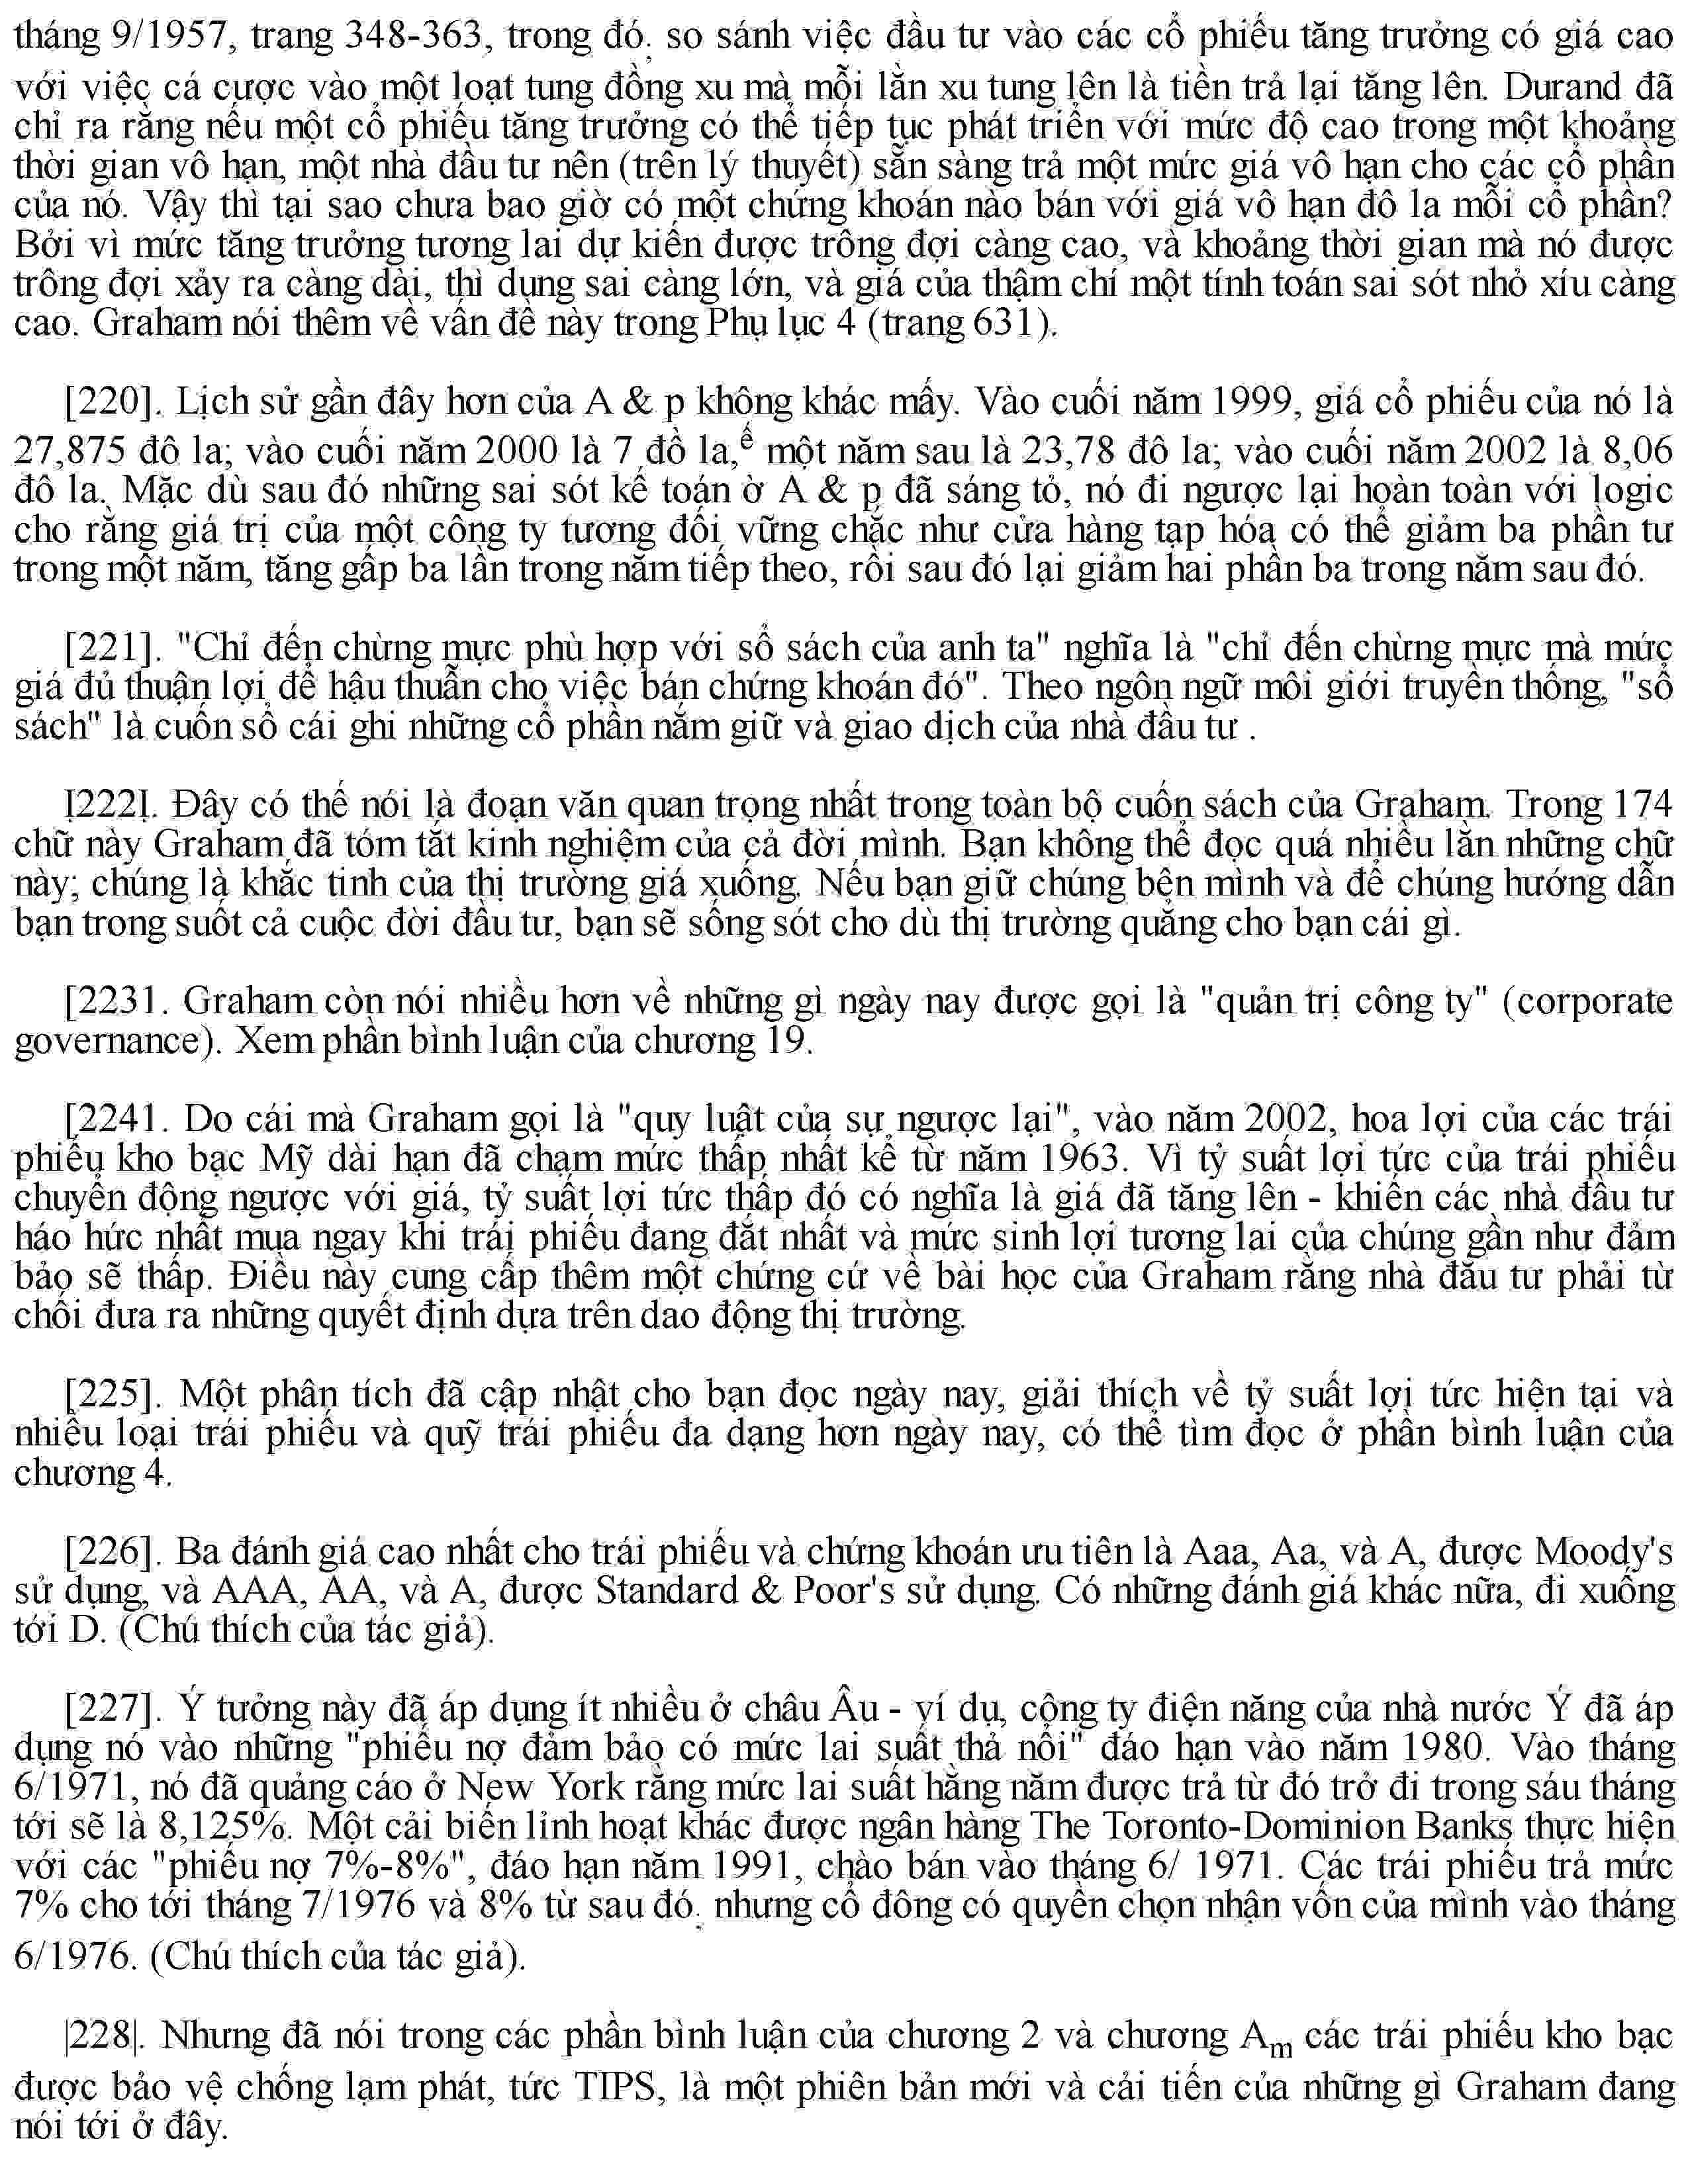 tháng 9/1957, trang 348-363, trong đó. so sánh việc đầu tư vào các cổ phiếu tăng trưởng có giá cao
với việc cá cược vào một loạt tung đồng xu mà mỗi lần xu tung lên là tiền trả lại tăng lên. Durand đã
chỉ ra rằng nếu một cổ phiếu tăng trưởng có thể tiếp tục phát triển với mức độ cao trong một khoảng
thời gian vô hạn, một nhà đầu tư nên (trên lý thuyết) sẵn sàng trả một mức giá vô hạn cho các cổ phần
của nó. Vậy thì tại sao chưa bao giờ có một chứng khoán nào bán với giá vô hạn đô la mỗi cổ phần?
Bởi vì mức tăng trưởng tương lai dự kiến được trông đợi càng cao, và khoảng thời gian mà nó được
trông đợi xảy ra càng dài, thì dung sai càng lớn, và giá của thậm chí một tính toán sai sót nhỏ xíu càng
cao. Graham nói thêm về vấn đề này trong Phụ lục 4 (trang 631).
[220]. Lịch sử gần đây hơn của A & p không khác mấy. Vào cuối năm 1999, giá cổ phiếu của nó là
27,875 đô la; vào cuối năm 2000 là 7 đồ la,ế một năm sau là 23,78 đô la; vào cuối năm 2002 là 8,06
đô la. Mặc dù sau đó những sai sót kế toán ờ A & p đã sáng tỏ, nó đi ngược lại hoàn toàn với logic
cho rằng giá trị của một công ty tương đối vững chắc như cửa hàng tạp hóa có thể giảm ba phần tư
trong một năm, tăng gấp ba lần trong năm tiếp theo, rồi sau đó lại giảm hai phần ba trong năm sau đó.
[221]. "Chỉ đến chừng mực phù hợp với sổ sách của anh ta" nghĩa là "chỉ đến chừng mực mà mức
giá đủ thuận lợi để hậu thuẫn cho việc bán chứng khoán đó". Theo ngôn ngữ môi giới truyền thống, "sổ
sách" là cuốn sổ cái ghi những cổ phần nắm giữ và giao dịch của nhà đầu tư .
I222I. Đây có thể nói là đoạn văn quan trọng nhất trong toàn bộ cuốn sách của Graham. Trong 174
chữ này Graham đã tóm tắt kinh nghiệm của cả đời mình. Bạn không thể đọc quá nhiều lần những chữ
này; chúng là khắc tinh của thị trường giá xuống. Nếu bạn giữ chúng bên mình và để chúng hướng dẫn
bạn trong suốt cả cuộc đời đầu tư, bạn sẽ sống sót cho dù thị trường quẳng cho bạn cái gì.
[2231. Graham còn nói nhiều hơn về những gì ngày nay được gọi là "quản trị công ty" (corporate
governance). Xem phần bình luận của chương 19.
[2241. Do cái mà Graham gọi là "quy luật của sự ngược lại", vào năm 2002, hoa lợi của các trái
phiếu kho bạc Mỹ dài hạn đã chạm mức thấp nhất kể từ năm 1963. Vì tỷ suất lợi tức của trái phiếu
chuyển động ngược với giá, tỷ suất lợi tức thấp đó có nghĩa là giá đã tăng lên - khiến các nhà đầu tư
háo hức nhất mua ngay khi trái phiếu đang đắt nhất và mức sinh lợi tương lai của chúng gần như đảm
bảo sẽ thấp. Điều này cung cấp thêm một chứng cứ về bài học của Graham rằng nhà đầu tư phải từ
chối đưa ra những quyết định dựa trên dao động thị trường.
[225]. Một phân tích đã cập nhật cho bạn đọc ngày nay, giải thích về tỷ suất lợi tức hiện tại và
nhiều loại trái phiếu và quỹ trái phiếu đa dạng hơn ngày nay, có thể tìm đọc ở phần bình luận của
chương 4.
[226]. Ba đánh giá cao nhất cho trái phiếu và chứng khoán ưu tiên là Aaa, Aa, và A, được Moody's
sử dụng, và AAA, AA, và A, được Standard & Poor's sử dụng. Có những đánh giá khác nữa, đi xuống
tới D. (Chú thích của tác giả).
[227]. Ý tưởng này đã áp dụng ít nhiều ở châu Âu - ví dụ, công ty điện năng của nhà nước Ý đã áp
dụng nó vào những "phiếu nợ đảm bảo có mức lai suất thả nổi" đáo hạn vào năm 1980. Vào tháng
6/1971, nó đã quảng cáo ở New York rằng mức lai suất hằng năm được trả từ đó trở đi trong sáu tháng
tới sẽ là 8,125%. Một cải biến linh hoạt khác được ngân hàng The Toronto-Dominion Banks thực hiện
với các "phiếu nợ 7%-8%", đáo hạn năm 1991, chào bán vào tháng 6/ 1971. Các trái phiếu trả mức
7% cho tới tháng 7/1976 và 8% từ sau đó. nhưng cổ đông có quyền chọn nhận vốn của mình vào tháng
6/1976. (Chú thích của tác giả).
|228|. Nhưng đã nói trong các phần bình luận của chương 2 và chương Am các trái phiếu kho bạc
được bảo vệ chống lạm phát, tức TIPS, là một phiên bản mới và cải tiến của những gì Graham đang
nói tới ở đây.